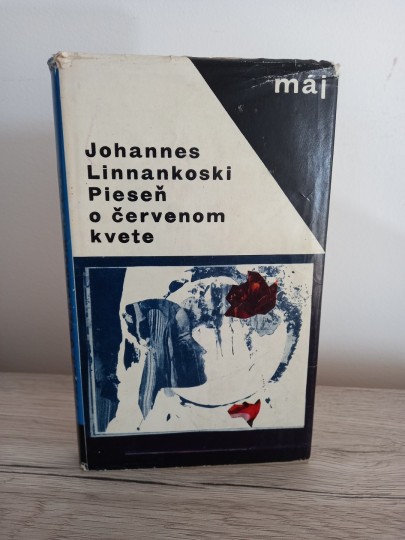 máj
Johannes
Linnankoski
Pieseň
o červenom
kvete